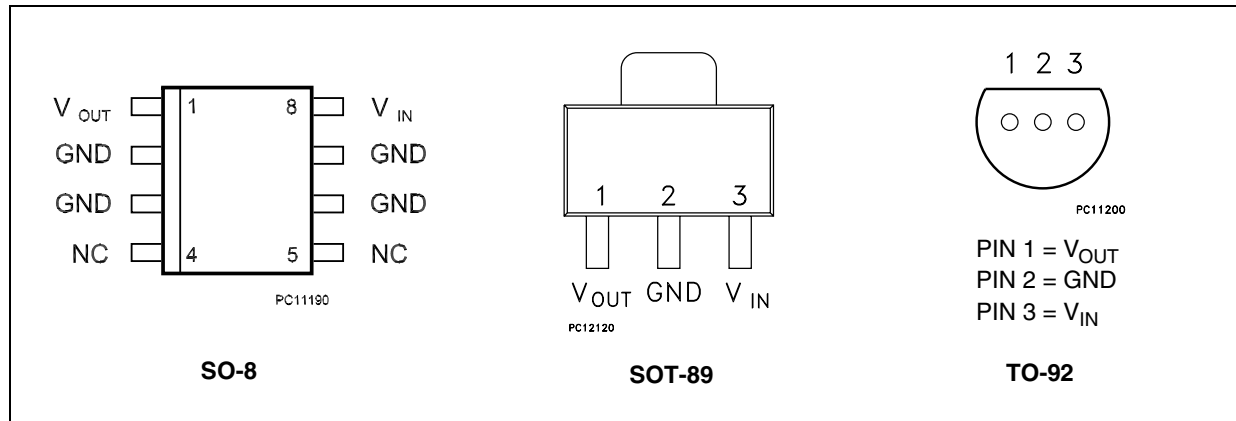 V OUT 1 8 V IN
GND GND
GND GND
NC 4 5 NC
PC11190
SO-8
1 2 3
VOUT GND V IN
PC12120
SOT-89
1 2 3
PC11200
PIN 1 = VOUT
PIN 2 = GND
PIN 3 = VIN
TO-92